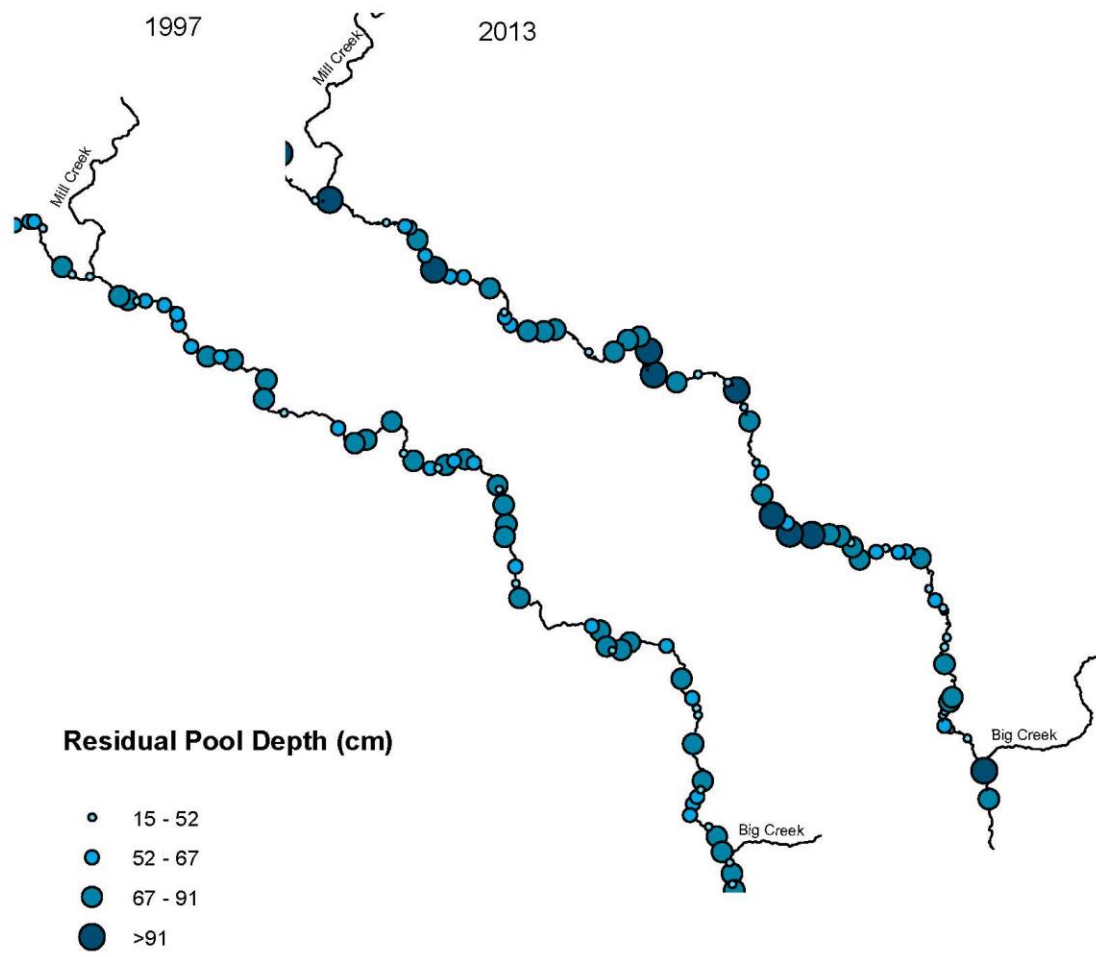 1997
2013
Mill Creek
Mill Creek
Big Creek
Big Creek
Residual Pool Depth (cm)
15 - 52
52 - 67
67 - 91
>91